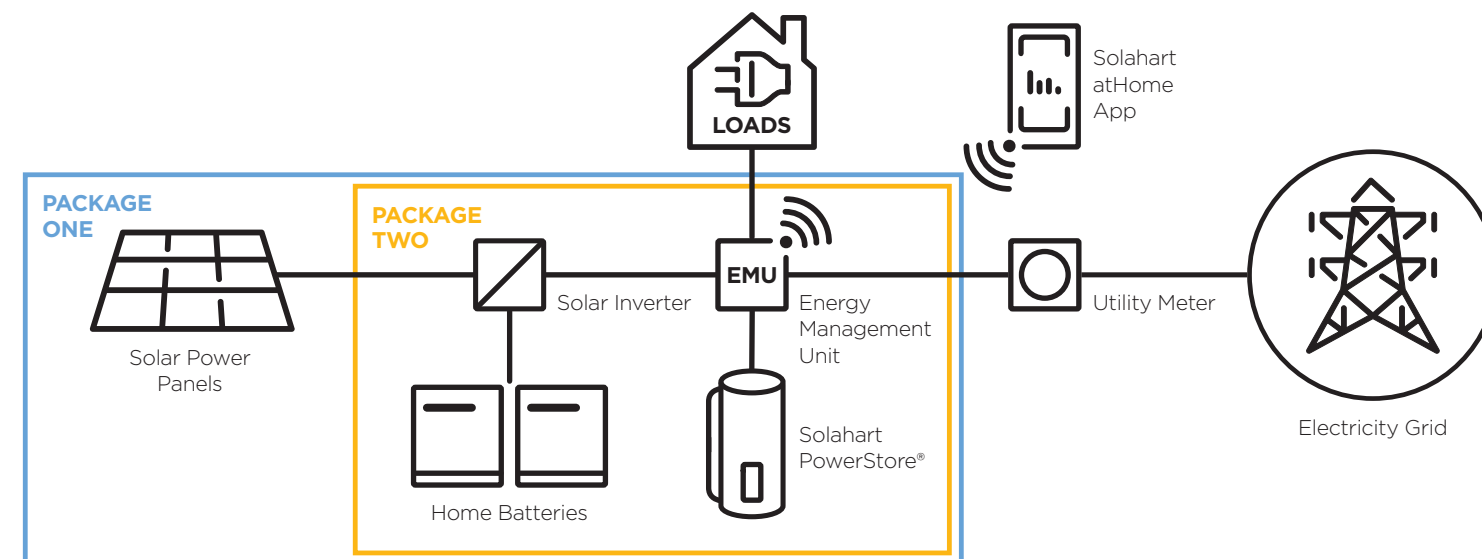 LOADS
Solahart
atHome
App
PACKAGE
ONE
PACKAGE
TWO
EMU
Solar Inverter
Energy
Management
Unit
Utility Meter
Solar Power
Panels
Solahart
PowerStore®
Electricity Grid
Home Batteries